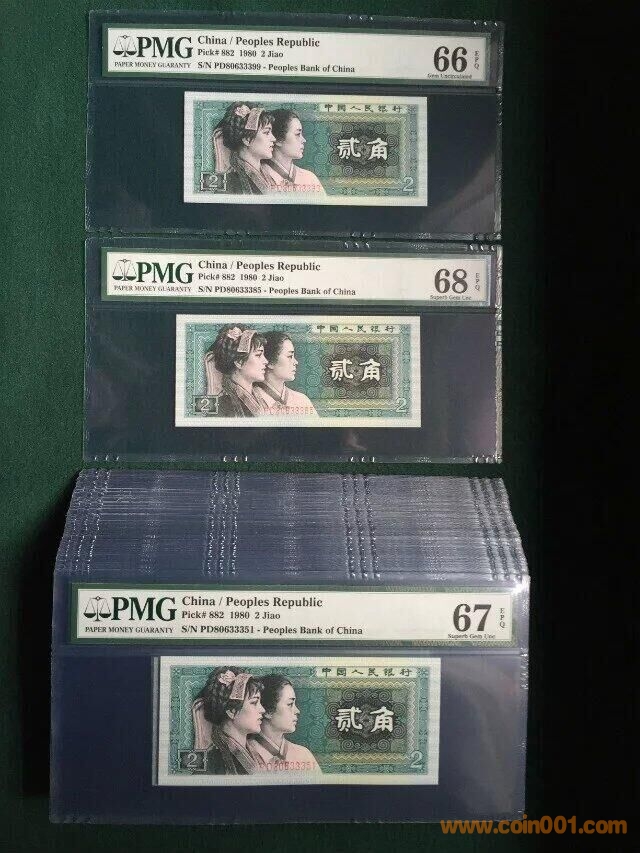 PMG
PAPER MONEY GUARANTY
China / Peoples Republic
Pick# 882 1980 2 Jiao
S/N PD80633399 - Peoples Bank of China
66 EPQ
Gem Uncirculated
中国人民银行
贰角
2
2
PMG
PAPER MONEY GUARANTY
China / Peoples Republic
Pick# 882 1980 2 Jiao
S/N PD80633385 - Peoples Bank of China
68 EPQ
Superb Gem Unc
中国人民银行
贰角
2
2
PMG
PAPER MONEY GUARANTY
China / Peoples Republic
Pick# 882 1980 2 Jiao
S/N PD80633351 - Peoples Bank of China
67 EPQ
Superb Gem Unc
中国人民银行
贰角
2
2
www.coin001.com